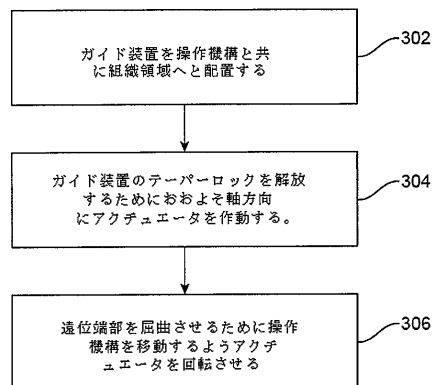 ガイド装置を操作機構と共
に組織領域へと配置する
302
ガイド装置のテーパーロックを解放
するためにおおよそ軸方向
にアクチュエータを作動する。
304
遠位端部を屈曲させるために操作
機構を移動するようアクチ
ュエータを回転させる
306